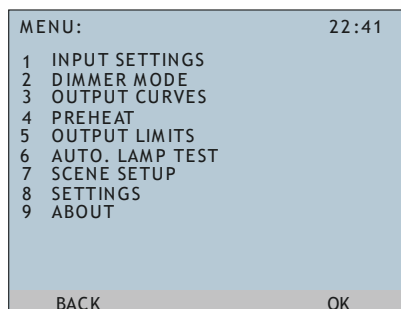 MENU: 22:41
1 INPUT SETTINGS
2 DIMMER MODE
3 OUTPUT CURVES
4 PREHEAT
5 OUTPUT LIMITS
6 AUTO. LAMP TEST
7 SCENE SETUP
8 SETTINGS
9 ABOUT
BACK OK